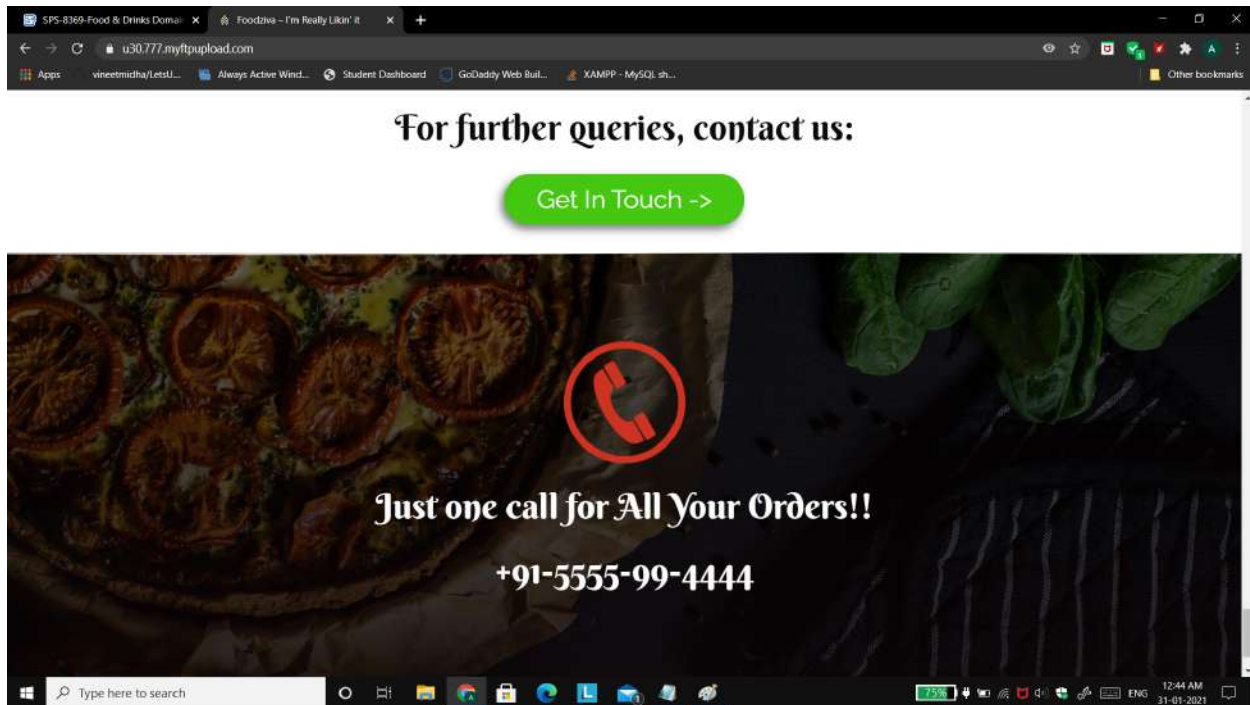 SPS-8369-Food & Drinks Domai
Foodziva – I'm Really Likin' it
u30.777.myftpupload.com
Apps
vineetmidha/LetsU...
Always Active Wind...
Student Dashboard
GoDaddy Web Buil...
XAMPP - MySQL sh...
Other bookmarks
For further queries, contact us:
Get In Touch ->
Just one call for All Your Orders!!
+91-5555-99-4444
Type here to search
75%
ENG
12:44 AM
31-01-2021